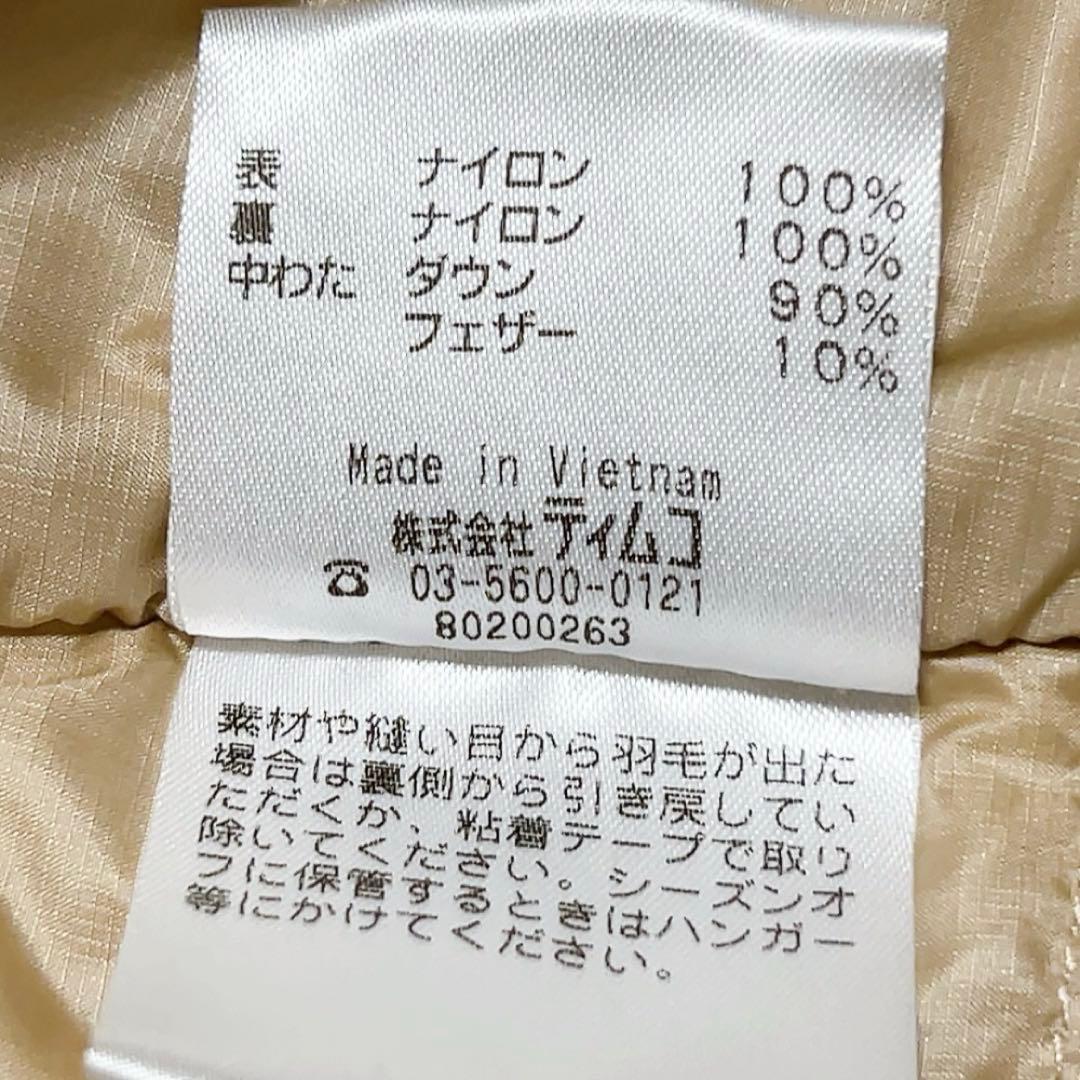 表 ナイロン 100%
裏 ナイロン 100%
中わた ダウン 90%
フェザー 10%
Made in Vietnam
株式会社 ティムコ
☎ 03-5600-0121
80200263
素材や縫い目から羽毛が出た
場合は裏側から引き戻してい
ただくか、粘着テープで取り
除いてください。シーズンオ
フに保管するときはハンガー
等にかけてください。